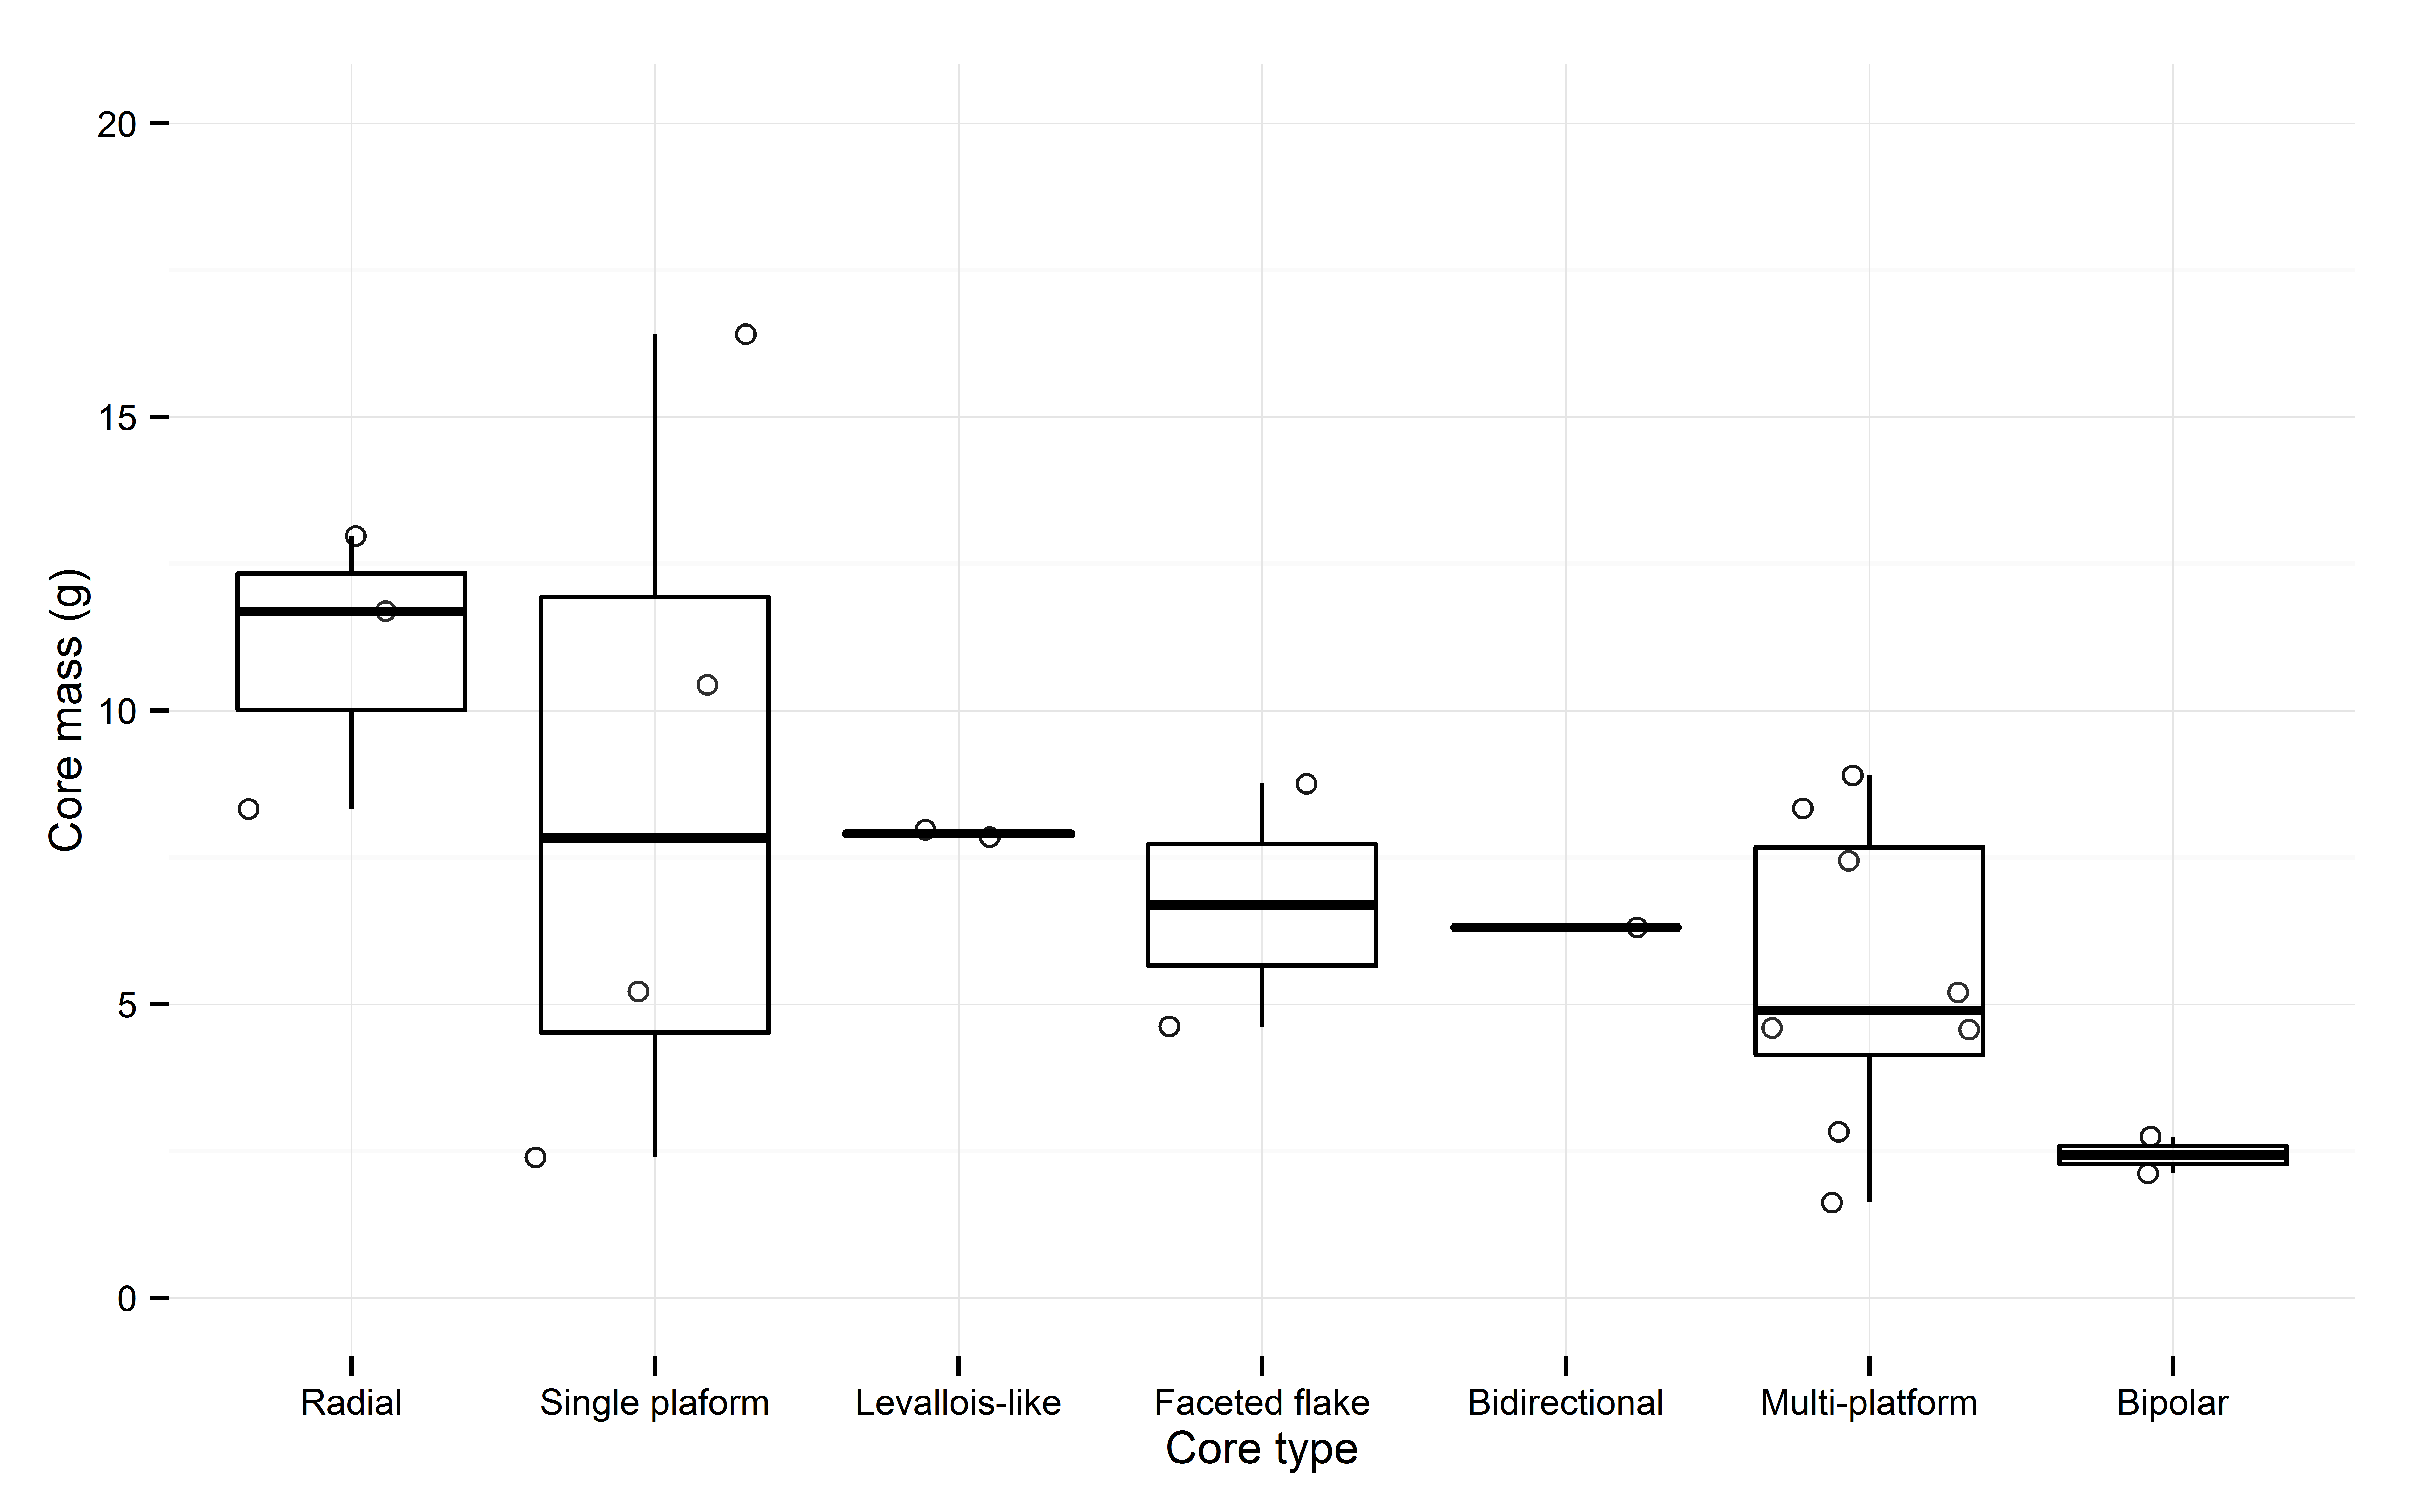 20
15
10
5
0
Core mass (g)
Radial Single plaform Levallois-like Faceted flake Bidirectional Multi-platform Bipolar
Core type